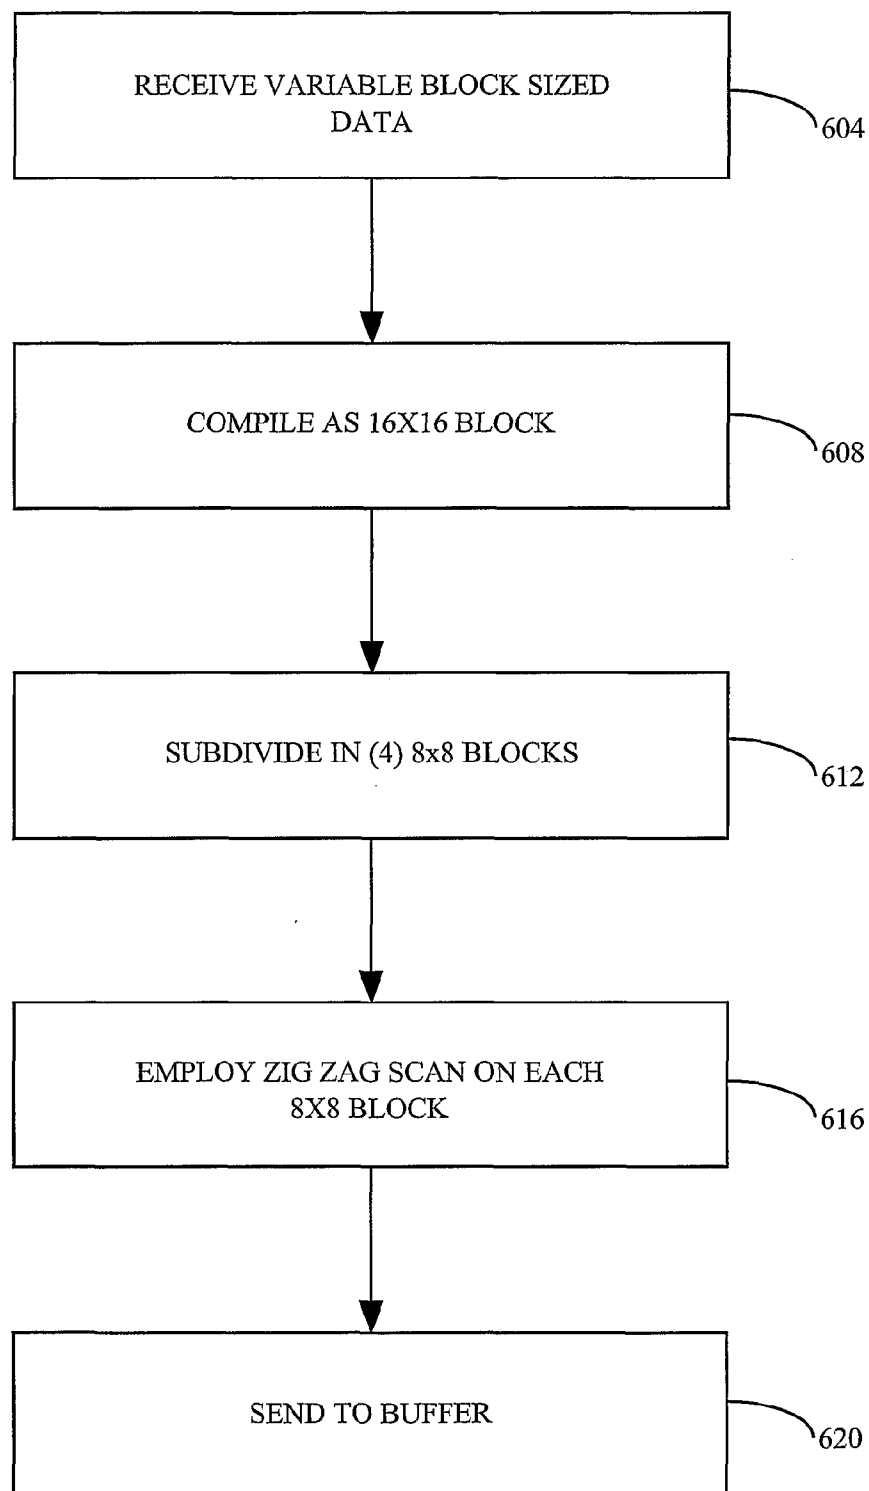 RECEIVE VARIABLE BLOCK SIZED
DATA
604
COMPILE AS 16X16 BLOCK
608
SUBDIVIDE IN (4) 8x8 BLOCKS
612
EMPLOY ZIG ZAG SCAN ON EACH
8X8 BLOCK
616
SEND TO BUFFER
620